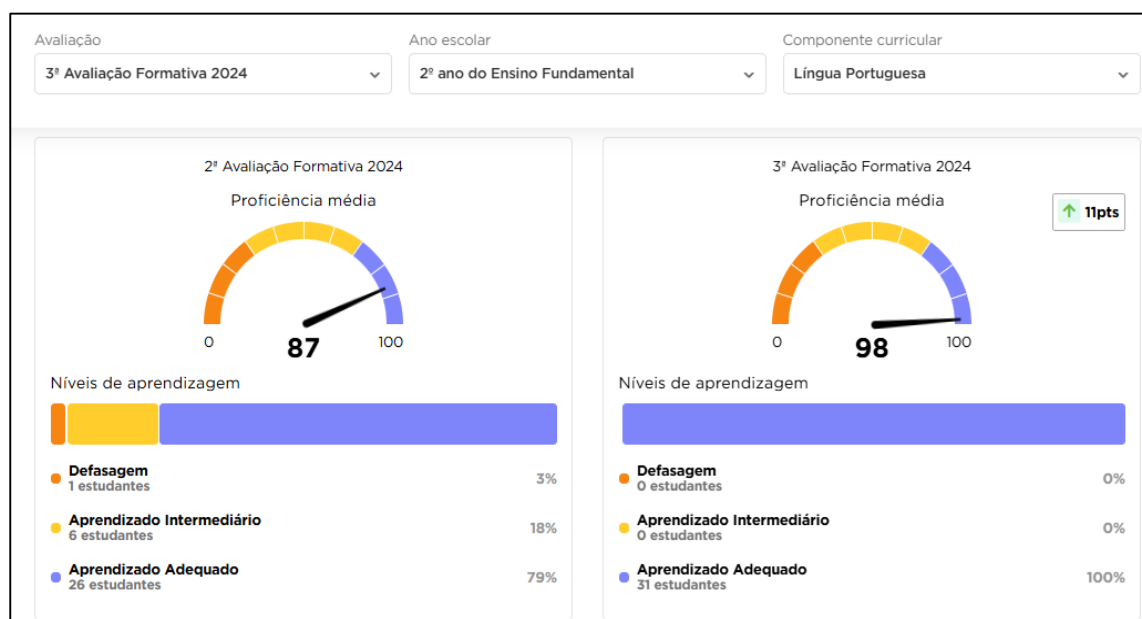 Avaliação
3ª Avaliação Formativa 2024
Ano escolar
2º ano do Ensino Fundamental
Componente curricular
Língua Portuguesa
2ª Avaliação Formativa 2024
Proficiência média
0
87
100
Níveis de aprendizagem
Defasagem
1 estudantes
3%
Aprendizado Intermediário
6 estudantes
18%
Aprendizado Adequado
26 estudantes
79%
3ª Avaliação Formativa 2024
Proficiência média
11pts
0
98
100
Níveis de aprendizagem
Defasagem
0 estudantes
0%
Aprendizado Intermediário
0 estudantes
0%
Aprendizado Adequado
31 estudantes
100%